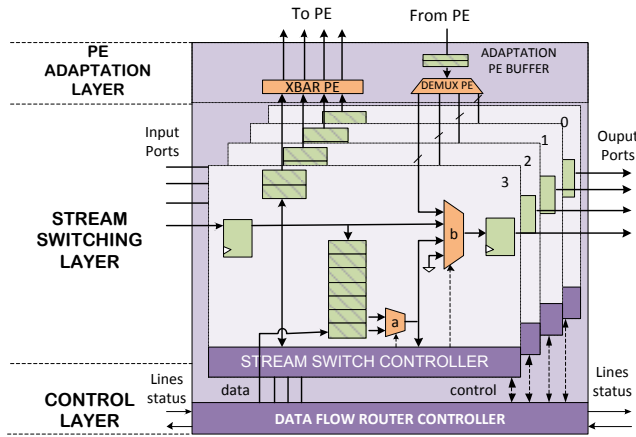 To PE
From PE
PE
ADAPTATION
LAYER
ADAPTATION
PE BUFFER
XBAR PE
DEMUX PE
Input
Ports
0
1
2
3
Ouput
Ports
STREAM
SWITCHING
LAYER
b
a
STREAM SWITCH CONTROLLER
Lines
status
data
control
Lines
status
CONTROL
LAYER
DATA FLOW ROUTER CONTROLLER